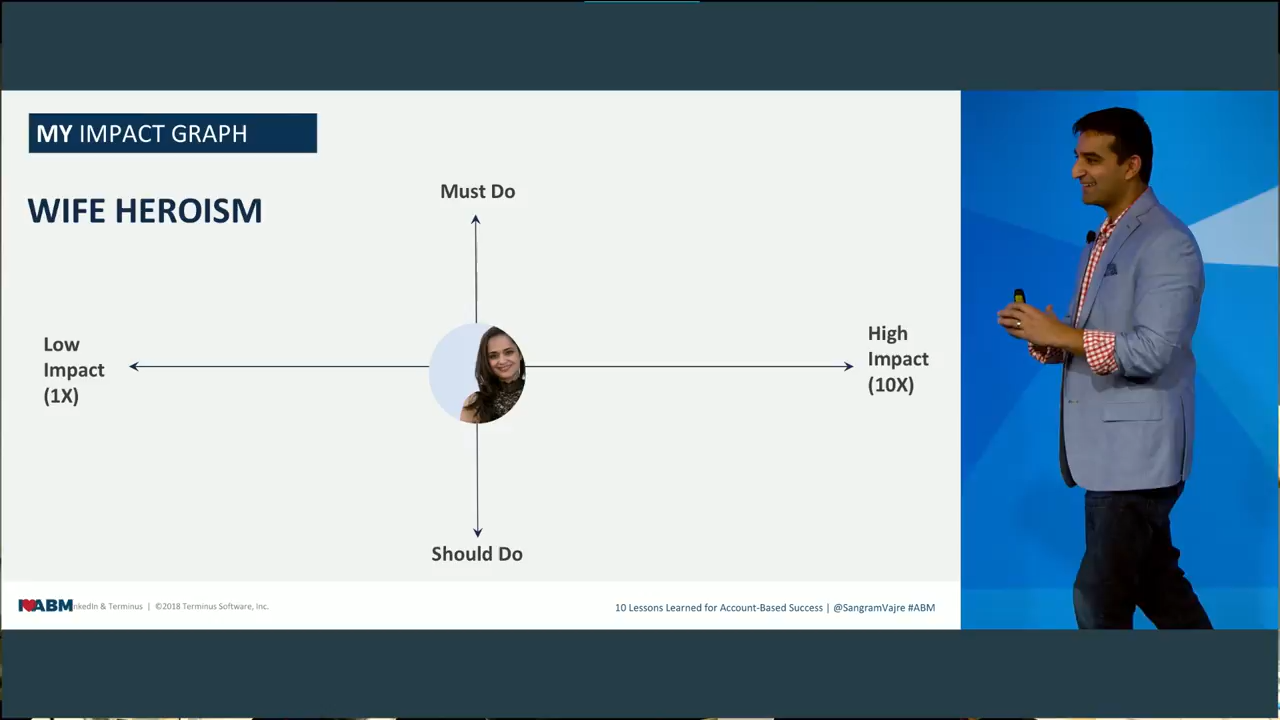 MY IMPACT GRAPH
WIFE HEROISM
Must Do
Low
Impact
(1X)
High
Impact
(10X)
Should Do
ABM
nkedIn & Terminus | ©2018 Terminus Software, Inc.
10 Lessons Learned for Account-Based Success | @SangramVajre #ABM